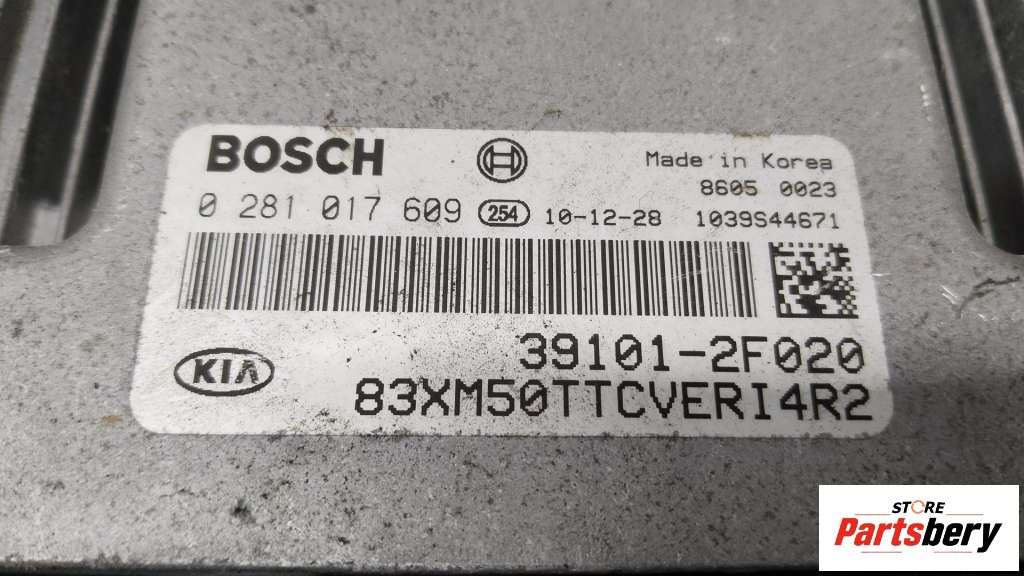 BOSCH
Made in Korea
8605 0023
0 281 017 609 254 10-12-28 1039S44671
39101-2F020
KIA
83XM50TTCVERI4R2
STORE
Partsbery